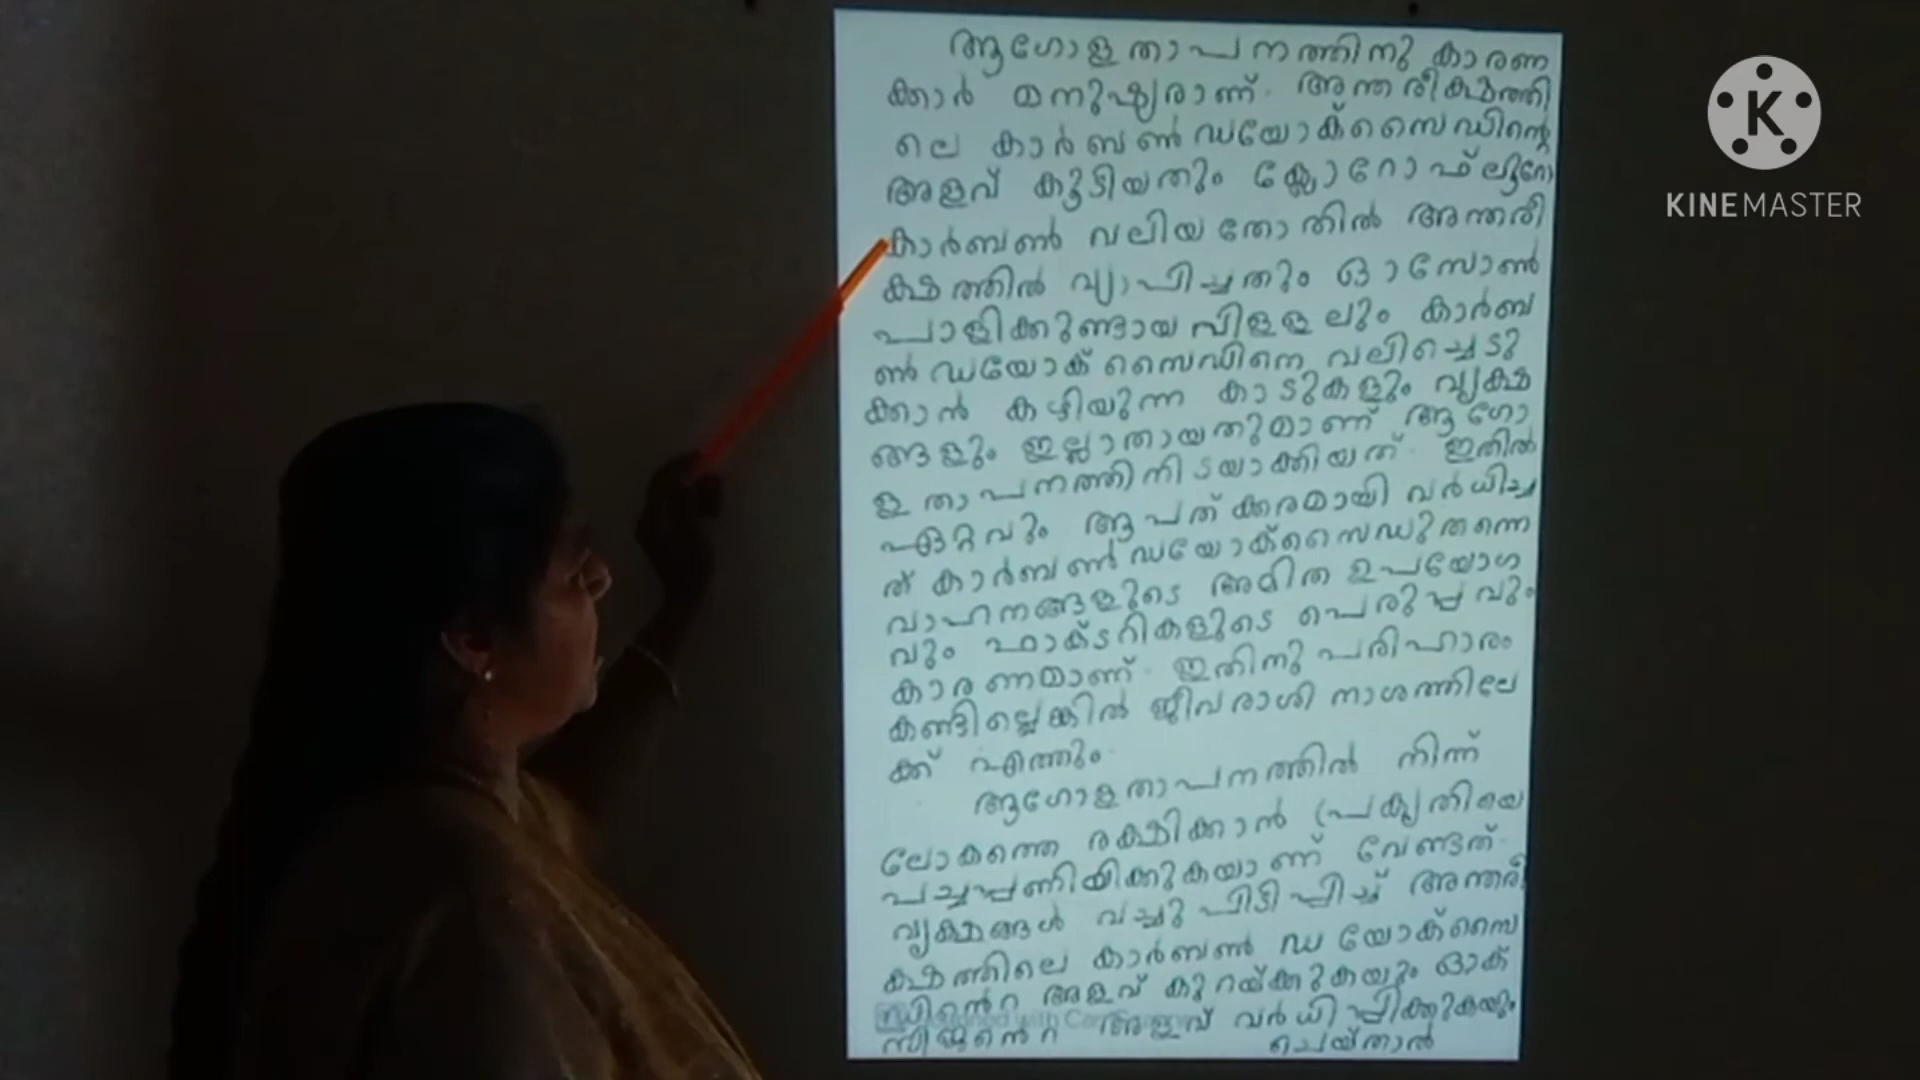 ആഗോളതാപനത്തിനു കാരണ
ക്കാർ മനുഷ്യരാണ്. അന്തരീക്ഷത്തി
ലെ കാർബൺ ഡയോക്സൈഡിന്റെ
അളവ് കൂടിയതും ക്ലോറോഫ്ലൂറോ
കാർബൺ വലിയതോതിൽ അന്തരീ
ക്ഷത്തിൽ വ്യാപിച്ചതും ഓസോൺ
പാളിക്കുണ്ടായ വിള്ളലും കാർബ
ൺ ഡയോക്സൈഡിനെ വലിച്ചെടു
ക്കാൻ കഴിയുന്ന കാടുകളും വൃക്ഷ
ങ്ങളും ഇല്ലാതായതുമാണ് ആഗോ
ളതാപനത്തിനിടയാക്കിയത്. ഇതിൽ
ഏറ്റവും ആപത്ക്കരമായി വർധിച്ച
ത് കാർബൺ ഡയോക്സൈഡുതന്നെ
വാഹനങ്ങളുടെ അമിത ഉപയോഗ
വും ഫാക്ടറികളുടെ പെരുപ്പവും
കാരണമാണ്. ഇതിനു പരിഹാരം
കണ്ടില്ലെങ്കിൽ ജീവരാശി നാശത്തിലേ
ക്ക് എത്തും.
ആഗോളതാപനത്തിൽ നിന്ന്
ലോകത്തെ രക്ഷിക്കാൻ പ്രകൃതിയെ
പച്ചപ്പണിയിക്കുകയാണ് വേണ്ടത്.
വൃക്ഷങ്ങൾ വച്ചു പിടിപ്പിച്ച് അന്തരീ
ക്ഷത്തിലെ കാർബൺ ഡയോക്സൈ
ഡിൻെറ അളവ് കുറയ്ക്കുകയും ഓക്
സിജൻെറ അളവ് വർധിപ്പിക്കുകയും
ചെയ്താൽ
K
KINEMASTER